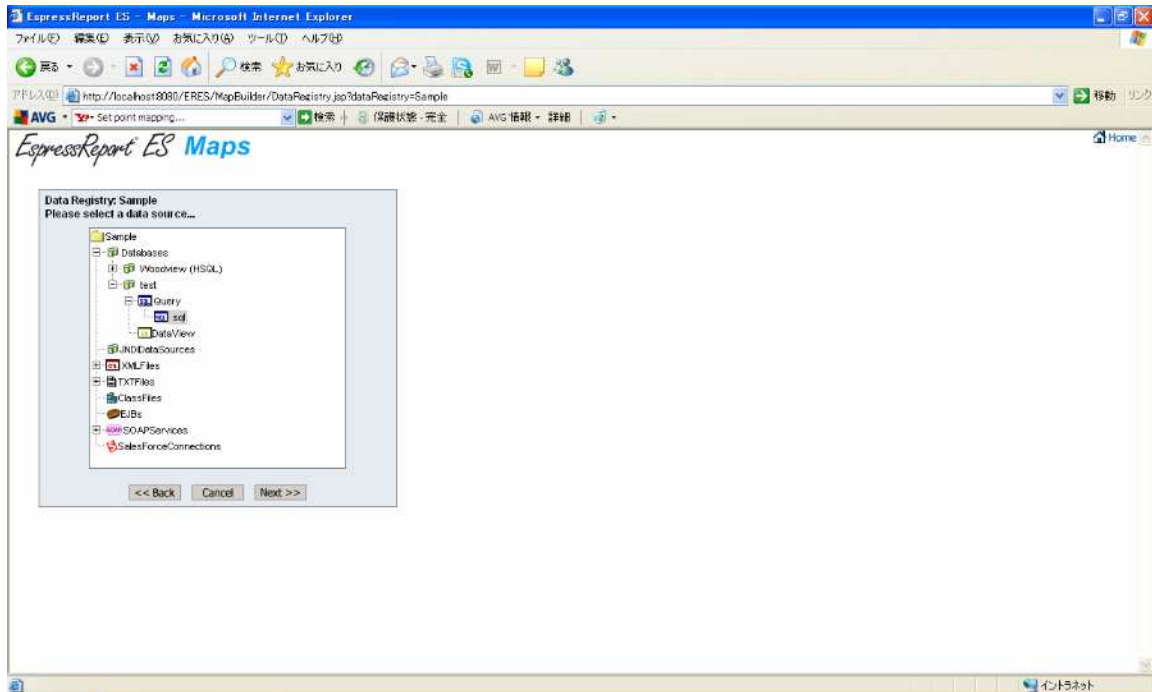 EspressReport ES - Maps - Microsoft Internet Explorer
ファイル(F) 編集(E) 表示(V) お気に入り(A) ツール(T) ヘルプ(H)
戻る 検索 お気に入り
アドレス(D) http://localhost:8080/ERES/MapBuilder/DataRegistry.jsp?dataRegistry=Sample 移動 リンク
AVG Set point mapping... 検索 保護状態 - 完全 AVG 情報 詳細
EspressReport ES Maps
Home
Data Registry: Sample
Please select a data source...
Sample
Databases
Woodview (HSQL)
test
Query
sql
DataView
JNDIDataSources
XMLFiles
TXTFiles
ClassFiles
EJBs
SOAPServices
SalesForceConnections
<< Back Cancel Next >>
イントラネット